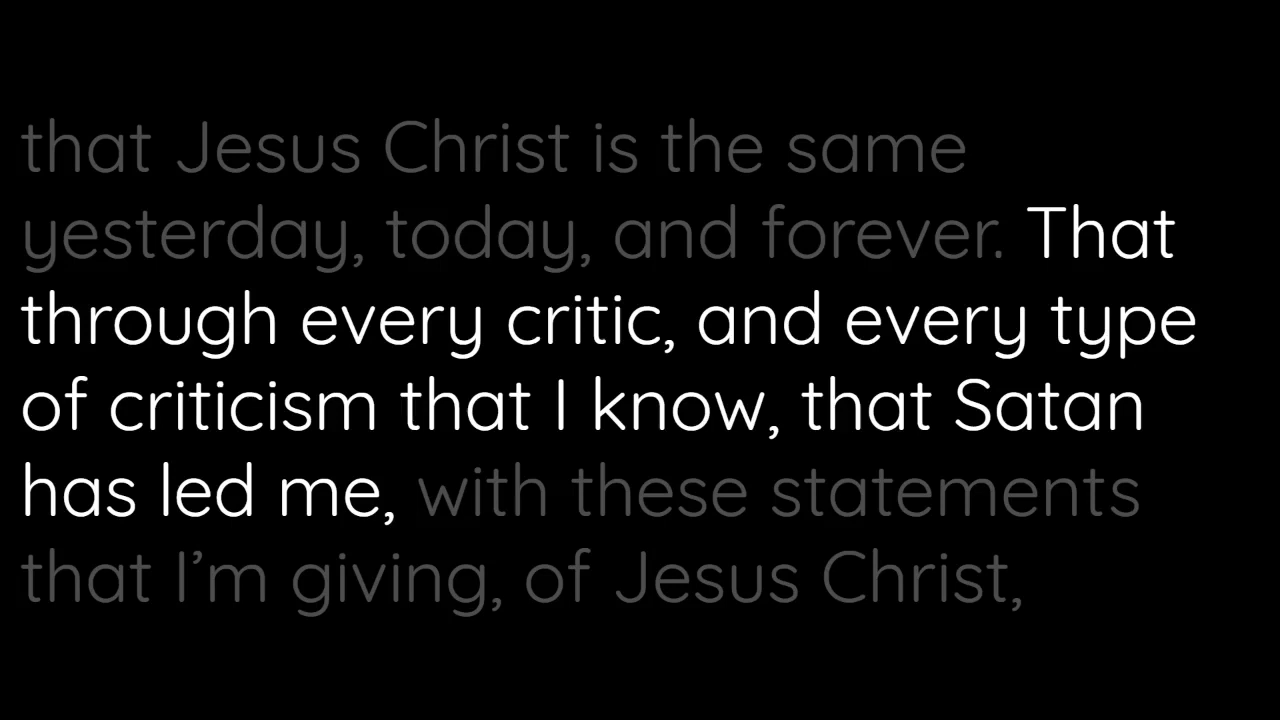 that Jesus Christ is the same
yesterday, today, and forever. That
through every critic, and every type
of criticism that I know, that Satan
has led me, with these statements
that I’m giving, of Jesus Christ,